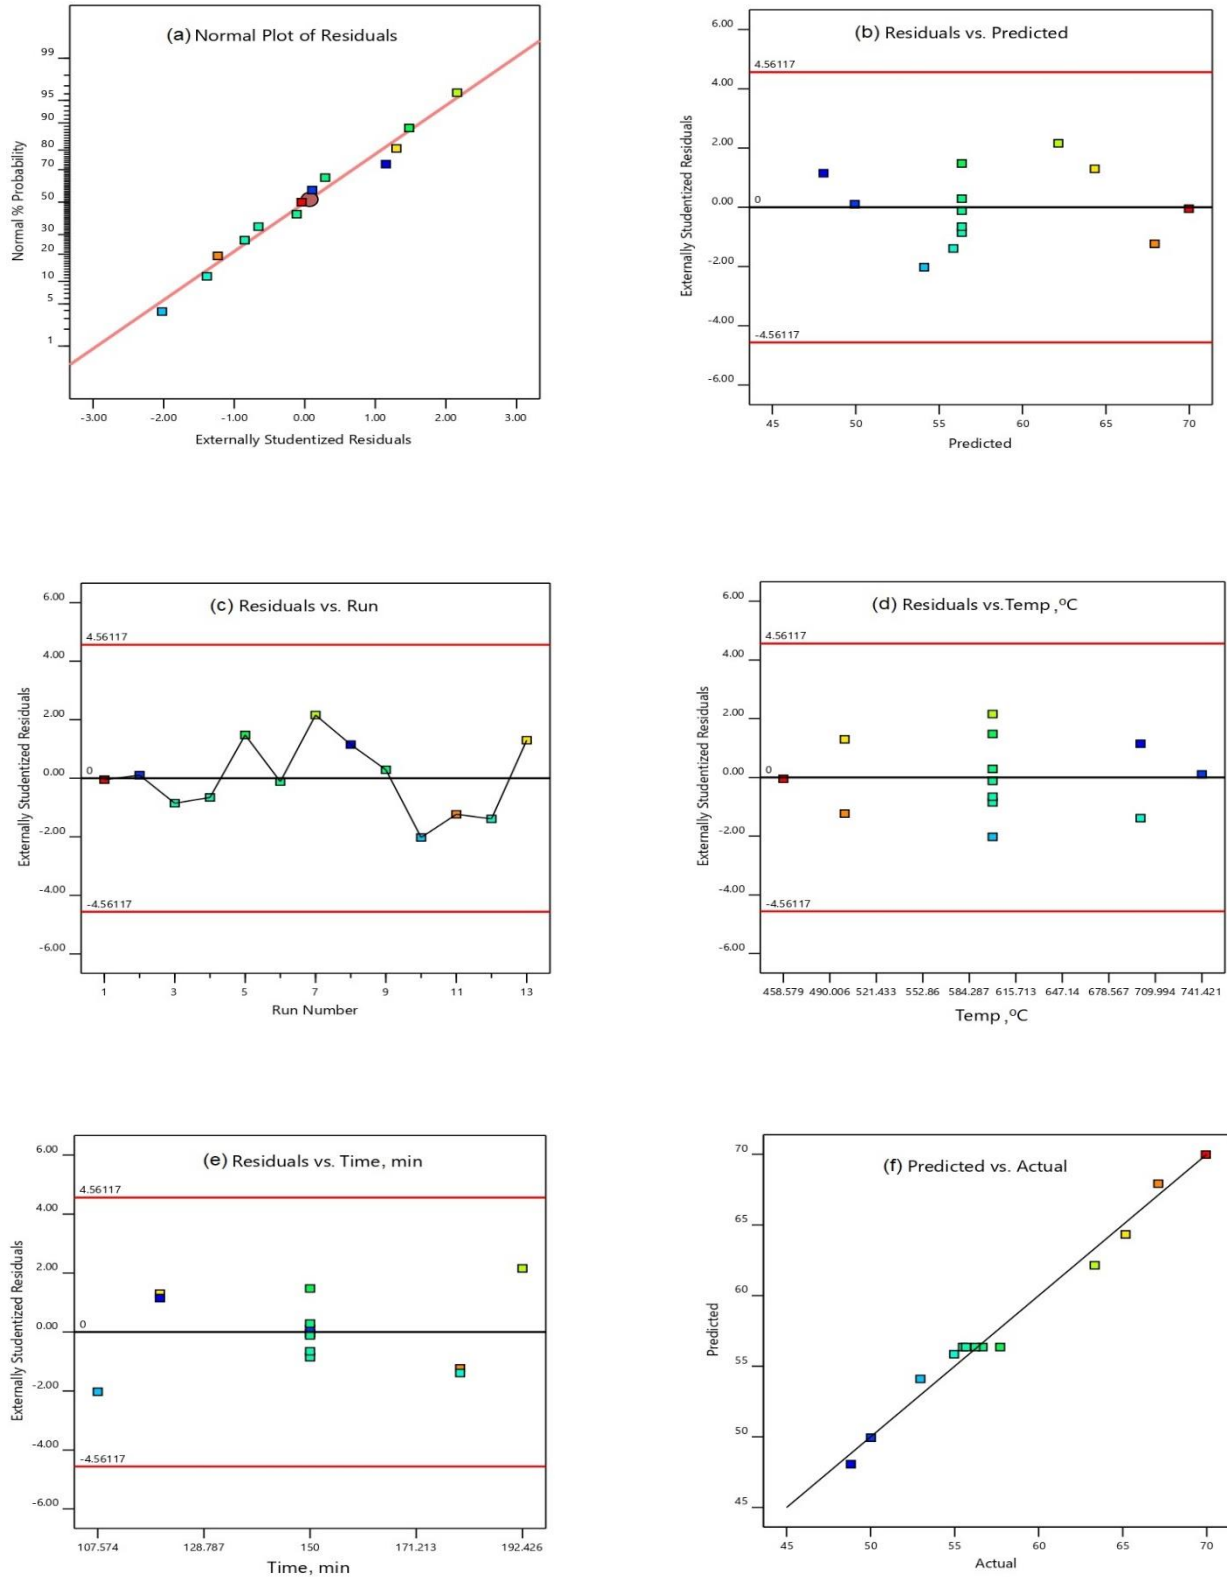 (a) Normal Plot of Residuals
Normal % Probability
99
95
90
80
70
50
30
20
10
5
1
-3.00 -2.00 -1.00 0.00 1.00 2.00 3.00
Externally Studentized Residuals
(b) Residuals vs. Predicted
Externally Studentized Residuals
6.00
4.56117
4.00
2.00
0
0.00
-2.00
-4.00
-4.56117
-6.00
45 50 55 60 65 70
Predicted
(c) Residuals vs. Run
Externally Studentized Residuals
6.00
4.56117
4.00
2.00
0
0.00
-2.00
-4.00
-4.56117
-6.00
1 3 5 7 9 11 13
Run Number
(d) Residuals vs.Temp ,ºC
Externally Studentized Residuals
6.00
4.56117
4.00
2.00
0
0.00
-2.00
-4.00
-4.56117
-6.00
458.579 490.006 521.433 552.86 584.287 615.713 647.14 678.567 709.994 741.421
Temp ,ºC
(e) Residuals vs. Time, min
Externally Studentized Residuals
6.00
4.56117
4.00
2.00
0
0.00
-2.00
-4.00
-4.56117
-6.00
107.574 128.787 150 171.213 192.426
Time, min
(f) Predicted vs. Actual
Predicted
70
65
60
55
50
45
45 50 55 60 65 70
Actual